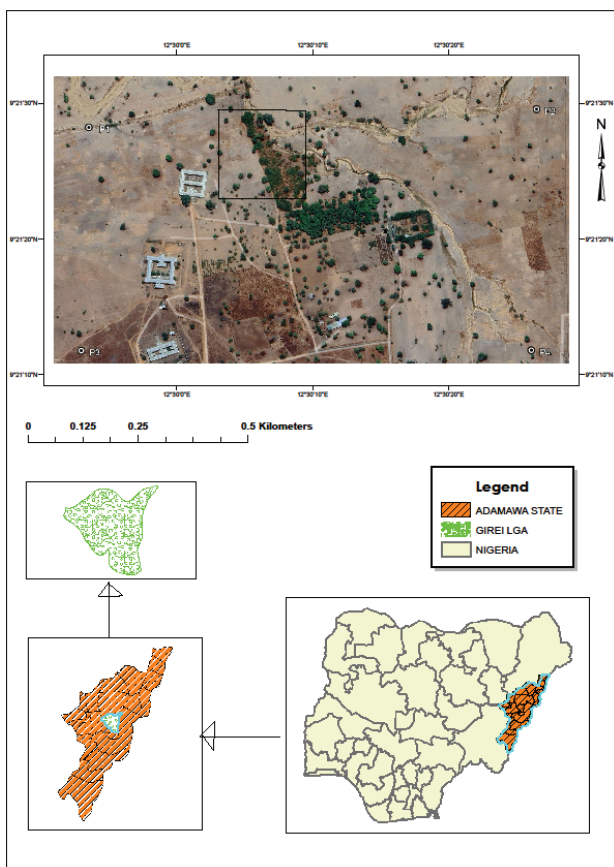 12°30'0"E 12°30'10"E 12°30'20"E
9°21'30"N 9°21'30"N
P1
N
9°21'20"N 9°21'20"N
P3
9°21'10"N 9°21'10"N
12°30'0"E 12°30'10"E 12°30'20"E
0 0.125 0.25 0.5 Kilometers
Legend
ADAMAWA STATE
GIREI LGA
NIGERIA